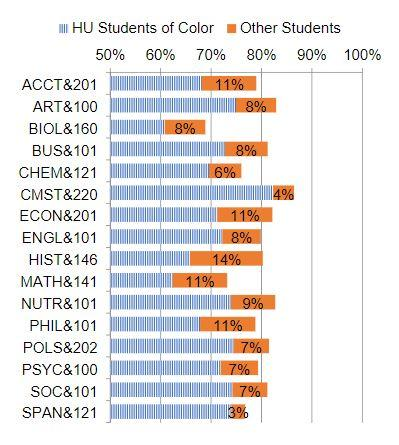 HU Students of Color Other Students
50% 60% 70% 80% 90% 100%
ACCT&201 11%
ART&100 8%
BIOL&160 8%
BUS&101 8%
CHEM&121 6%
CMST&220 4%
ECON&201 11%
ENGL&101 8%
HIST&146 14%
MATH&141 11%
NUTR&101 9%
PHIL&101 11%
POLS&202 7%
PSYC&100 7%
SOC&101 7%
SPAN&121 3%